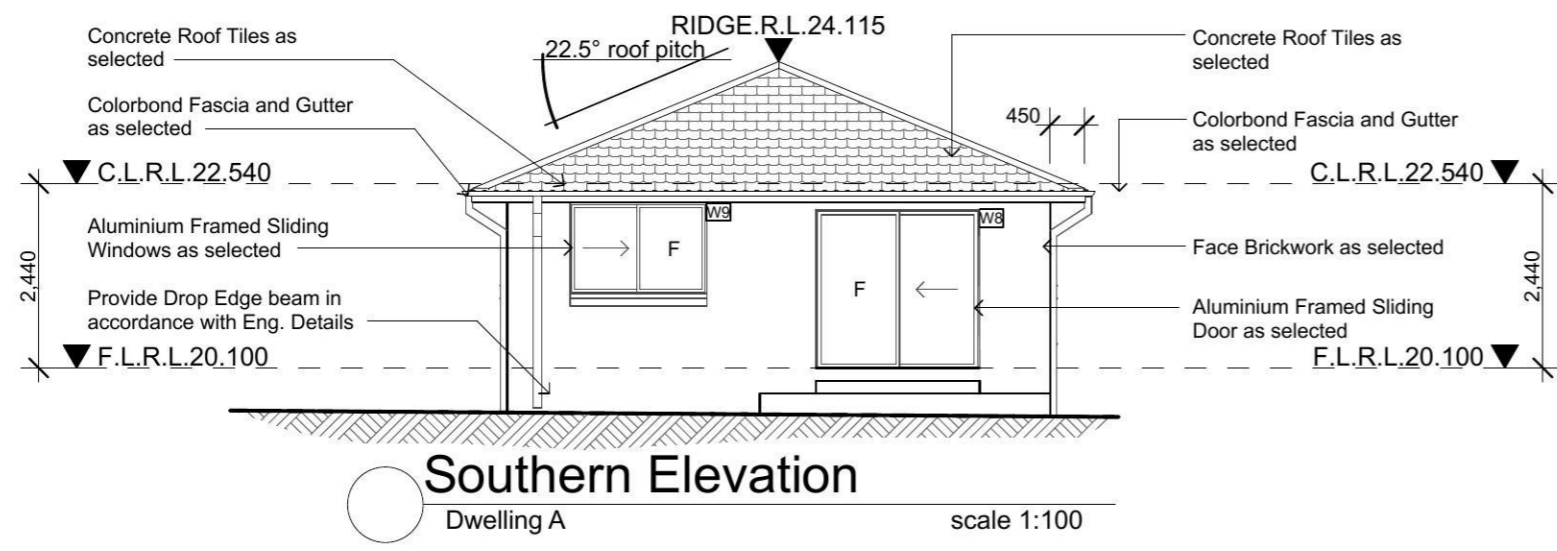 RIDGE.R.L.24.115
22.5° roof pitch
Concrete Roof Tiles as
selected
Colorbond Fascia and Gutter
as selected
C.L.R.L.22.540
Aluminium Framed Sliding
Windows as selected
2,440
Provide Drop Edge beam in
accordance with Eng. Details
F.L.R.L.20.100
W9
F
W8
F
450
Concrete Roof Tiles as
selected
Colorbond Fascia and Gutter
as selected
C.L.R.L.22.540
Face Brickwork as selected
2,440
Aluminium Framed Sliding
Door as selected
F.L.R.L.20.100
Southern Elevation
Dwelling A
scale 1:100